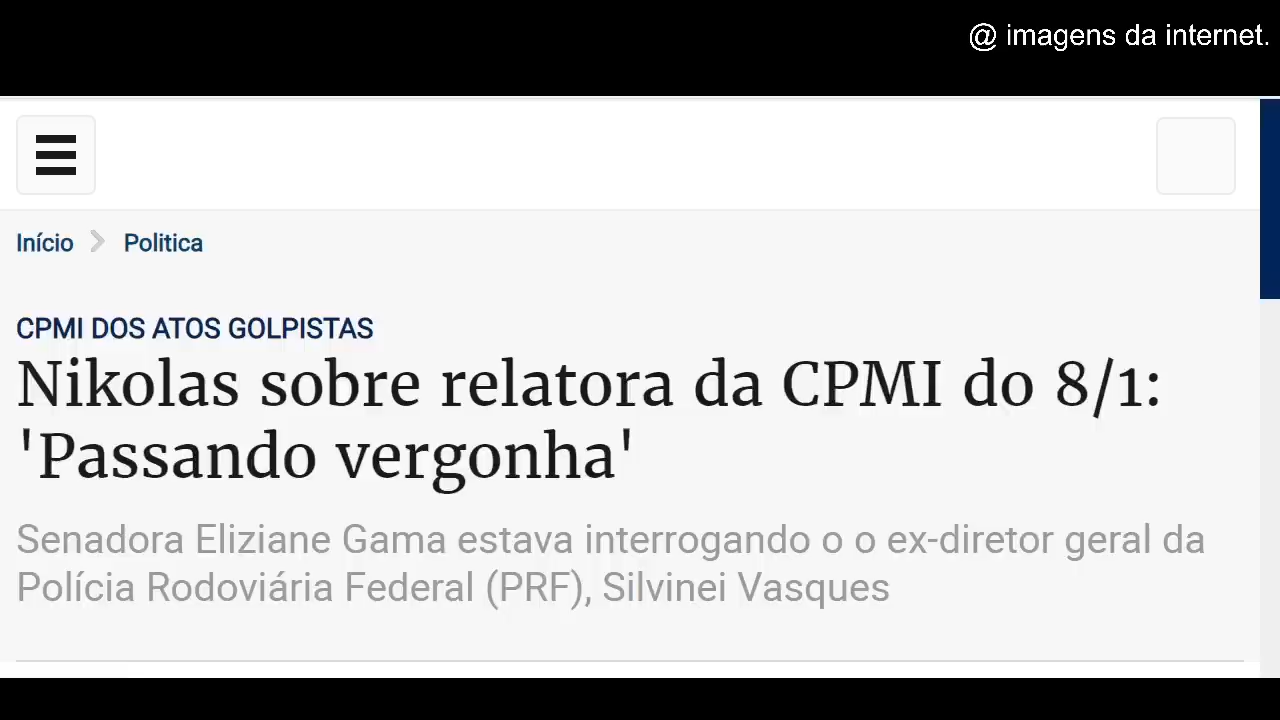 @ imagens da internet.
Início Politica
CPMI DOS ATOS GOLPISTAS
Nikolas sobre relatora da CPMI do 8/1:
'Passando vergonha'
Senadora Eliziane Gama estava interrogando o o ex-diretor geral da
Polícia Rodoviária Federal (PRF), Silvinei Vasques